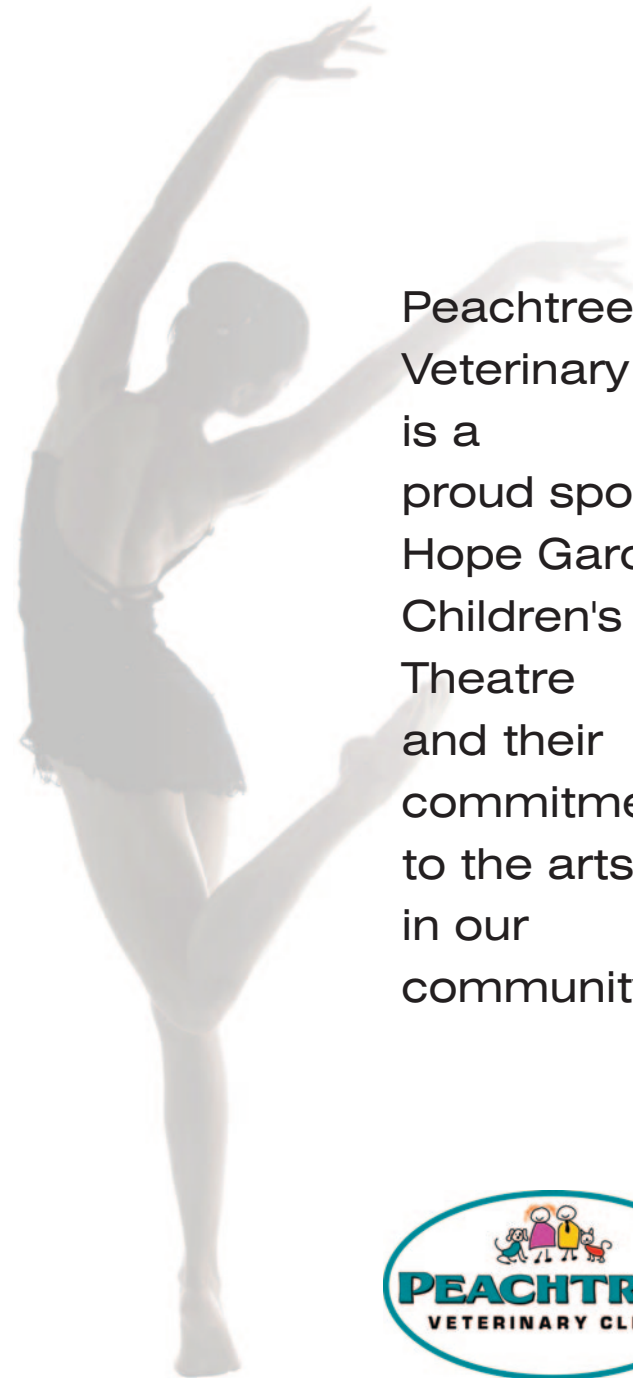 Peachtree
Veterinary
is a
proud spo
Hope Gard
Children's
Theatre
and their
commitme
to the arts
in our
communit
PEACHTR
VETERINARY CLI